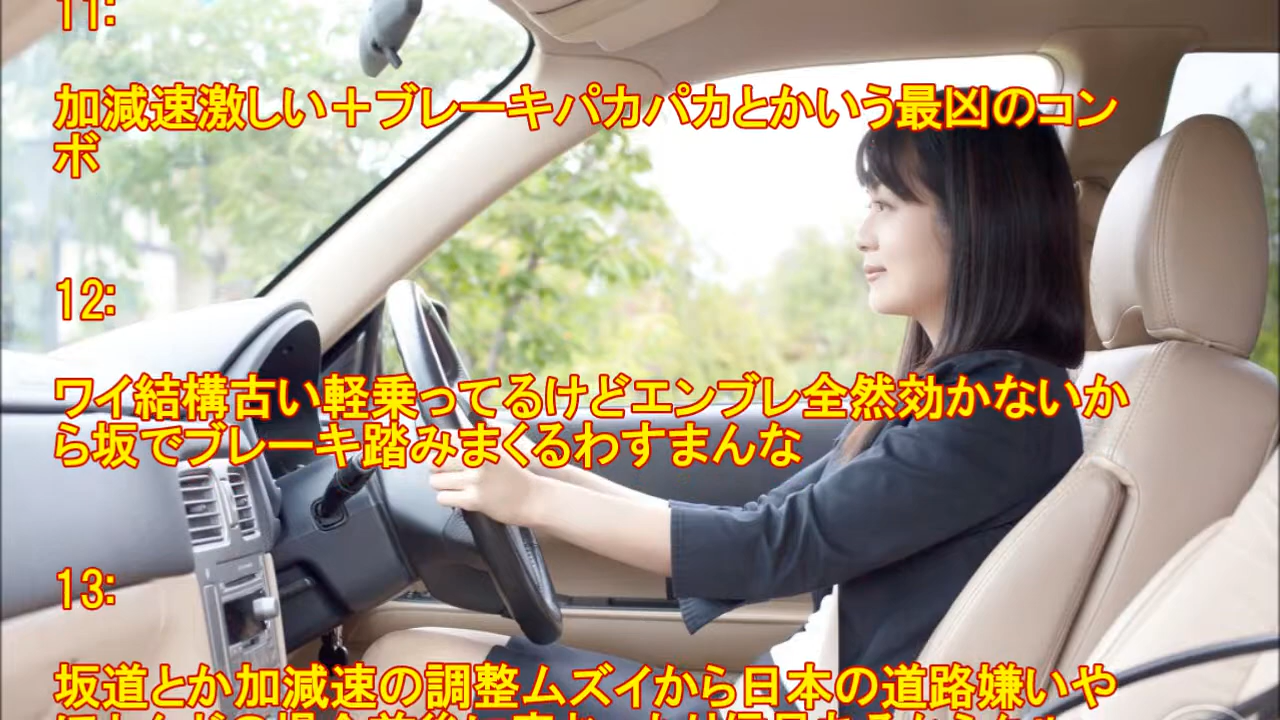 11:
加減速激しい＋ブレーキパカパカとかいう最凶のコン
ボ
12:
ワイ結構古い軽乗ってるけどエンブレ全然効かないか
ら坂でブレーキ踏みまくるわすまんな
13:
坂道とか加減速の調整ムズイから日本の道路嫌いや